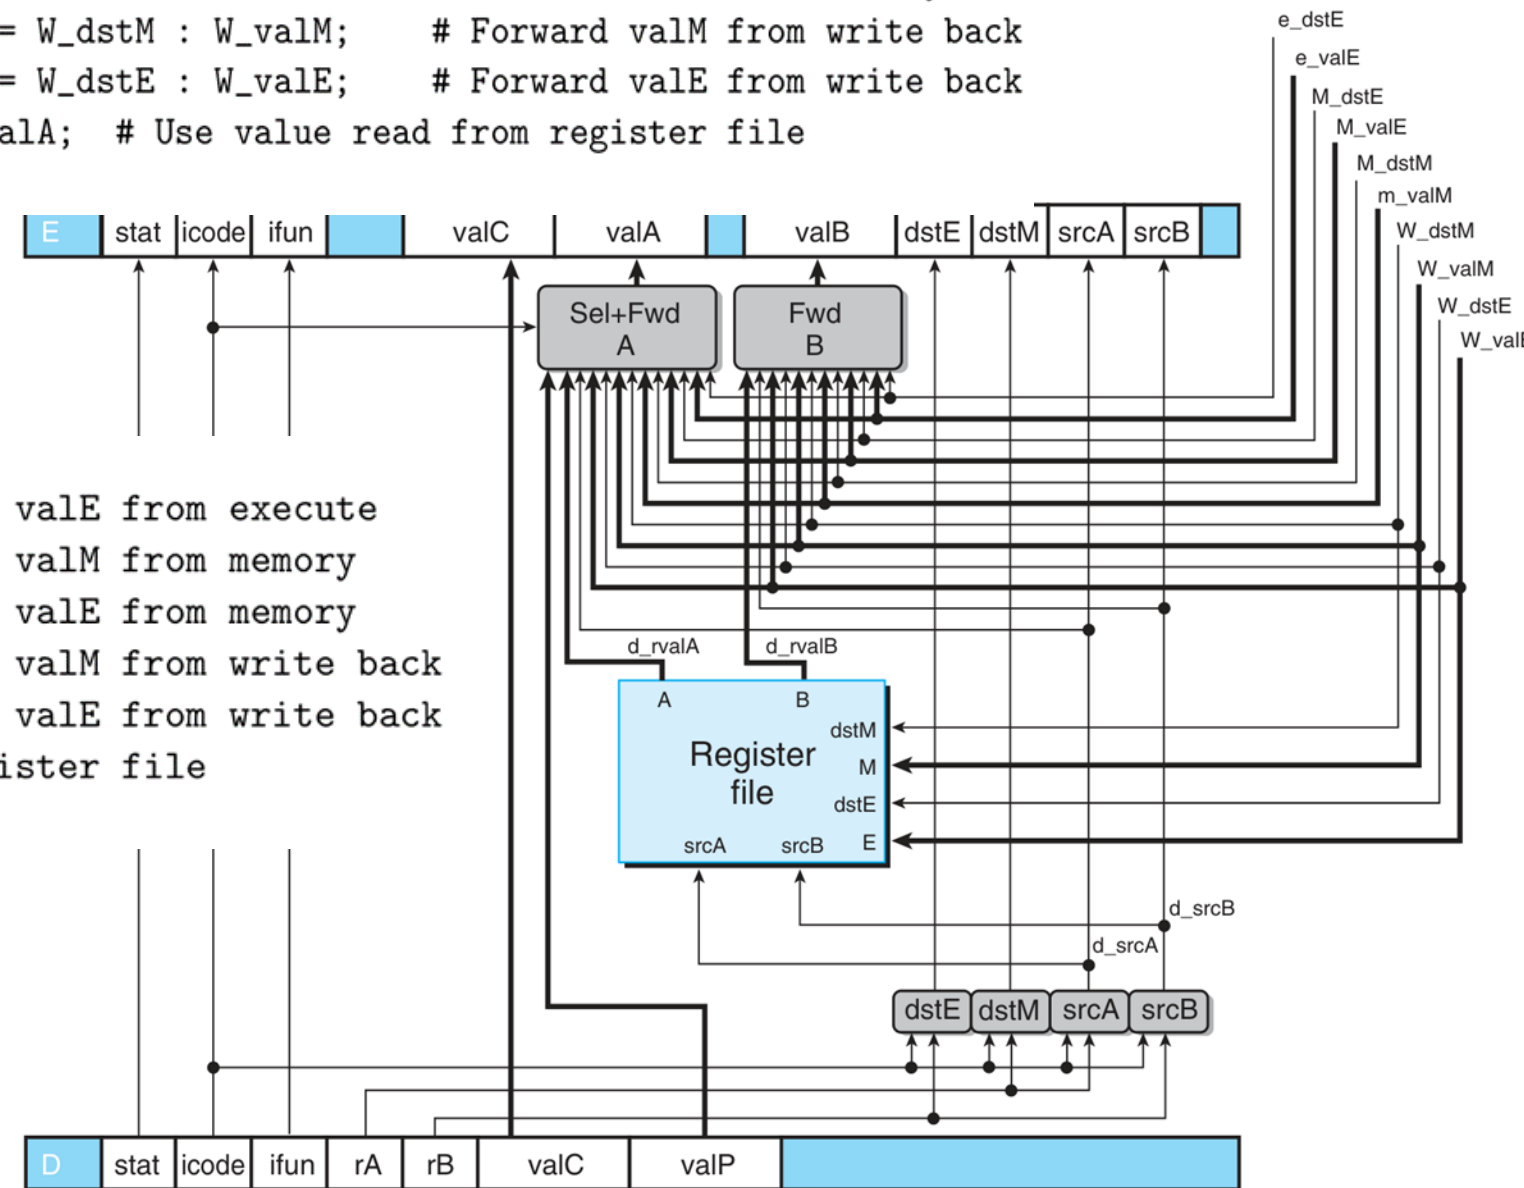 = W_dstM : W_valM; # Forward valM from write back
= W_dstE : W_valE; # Forward valE from write back
alA; # Use value read from register file
e_dstE
e_valE
M_dstE
M_valE
M_dstM
m_valM
W_dstM
W_valM
W_dstE
W_valE
E stat icode ifun valC valA valB dstE dstM srcA srcB
Sel+Fwd
A
Fwd
B
valE from execute
valM from memory
valE from memory
valM from write back
valE from write back
ister file
d_rvalA d_rvalB
A B
dstM
Register
file
M
dstE
E
srcA srcB
d_srcB
d_srcA
dstE dstM srcA srcB
D stat icode ifun rA rB valC valP